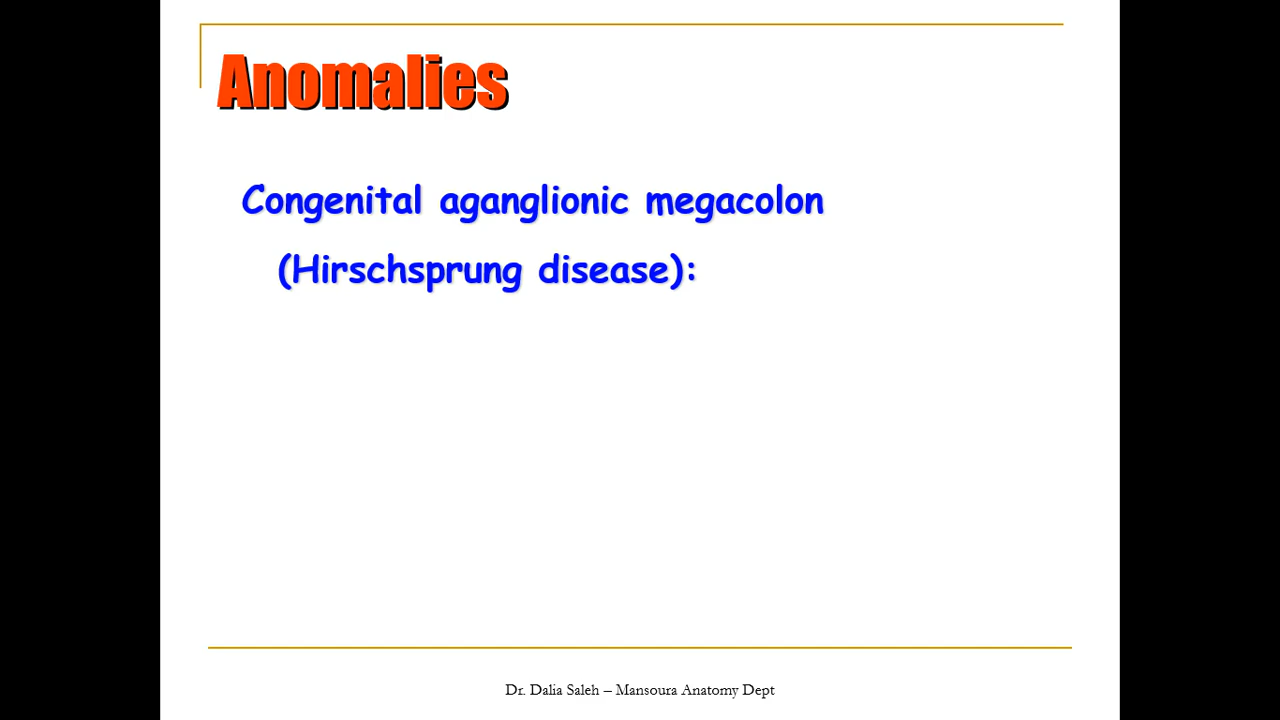 Anomalies
Congenital aganglionic megacolon
(Hirschsprung disease):
Dr. Dalia Saleh – Mansoura Anatomy Dept